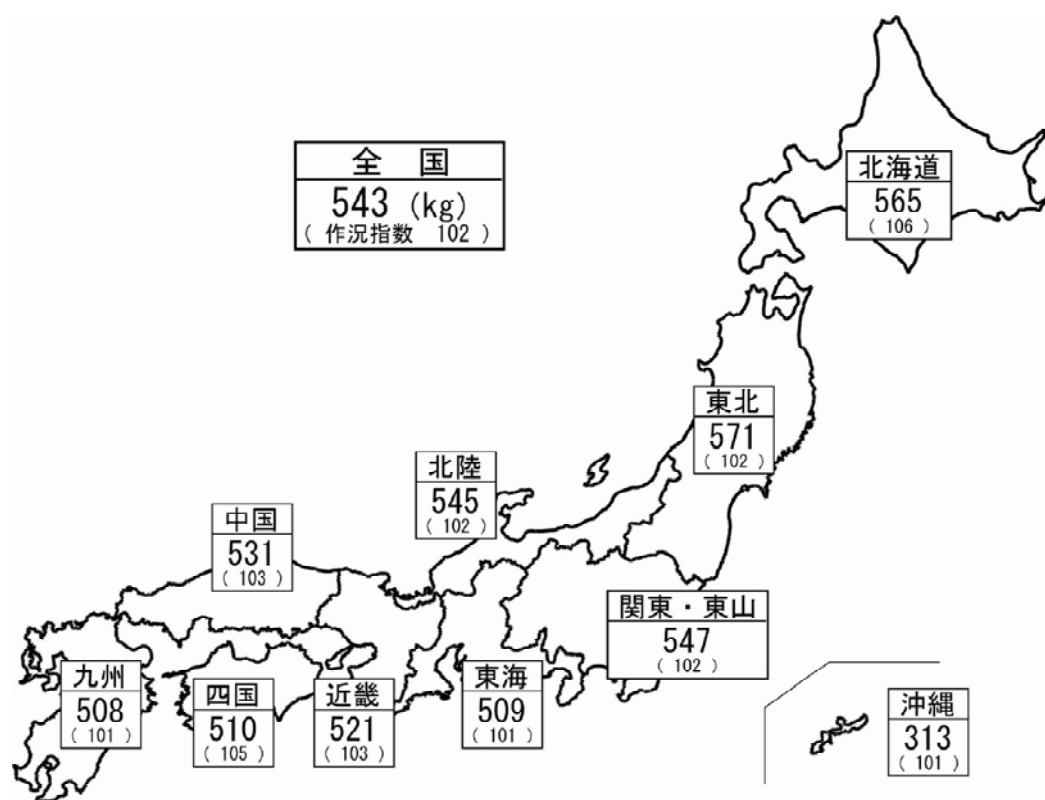 全 国
543 (kg)
( 作況指数 102 )
北海道
565
( 106 )
東北
571
( 102 )
北陸
545
( 102 )
中国
531
( 103 )
関東・東山
547
( 102 )
九州
508
( 101 )
四国
510
( 105 )
近畿
521
( 103 )
東海
509
( 101 )
沖縄
313
( 101 )